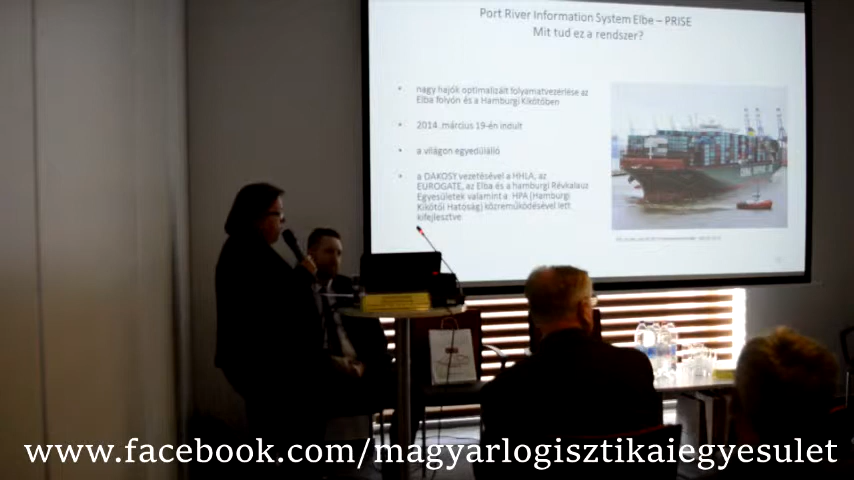 Port River Information System Elbe – PRISE
Mit tud ez a rendszer?
• nagy hajók optimalizált folyamatvezérlése az
Elba folyón és a Hamburgi Kikötőben
• 2014 .március 19-én indult
• a világon egyedülálló
• a DAKOSY vezetésével a HHLA, az
EUROGATE, az Elba és a hamburgi Révkalauz
Egyesületek valamint a HPA (Hamburgi
Kikötői Hatóság) közreműködésével lett
kifejlesztve
www.facebook.com/magyarlogisztikaiegyesulet